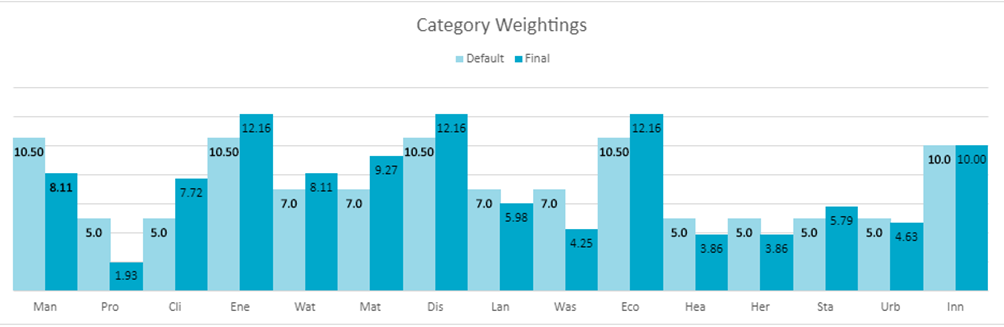 Category Weightings
Default Final
12.16 12.16 12.16
10.50 10.50 10.50 10.50 10.0 10.00
8.11 7.72 7.0 8.11 7.0 9.27 7.0 5.98 7.0 5.79
5.0 5.0 4.25 5.0 3.86 5.0 3.86 5.0 5.0 4.63
1.93
Man Pro Cli Ene Wat Mat Dis Lan Was Eco Hea Her Sta Urb Inn